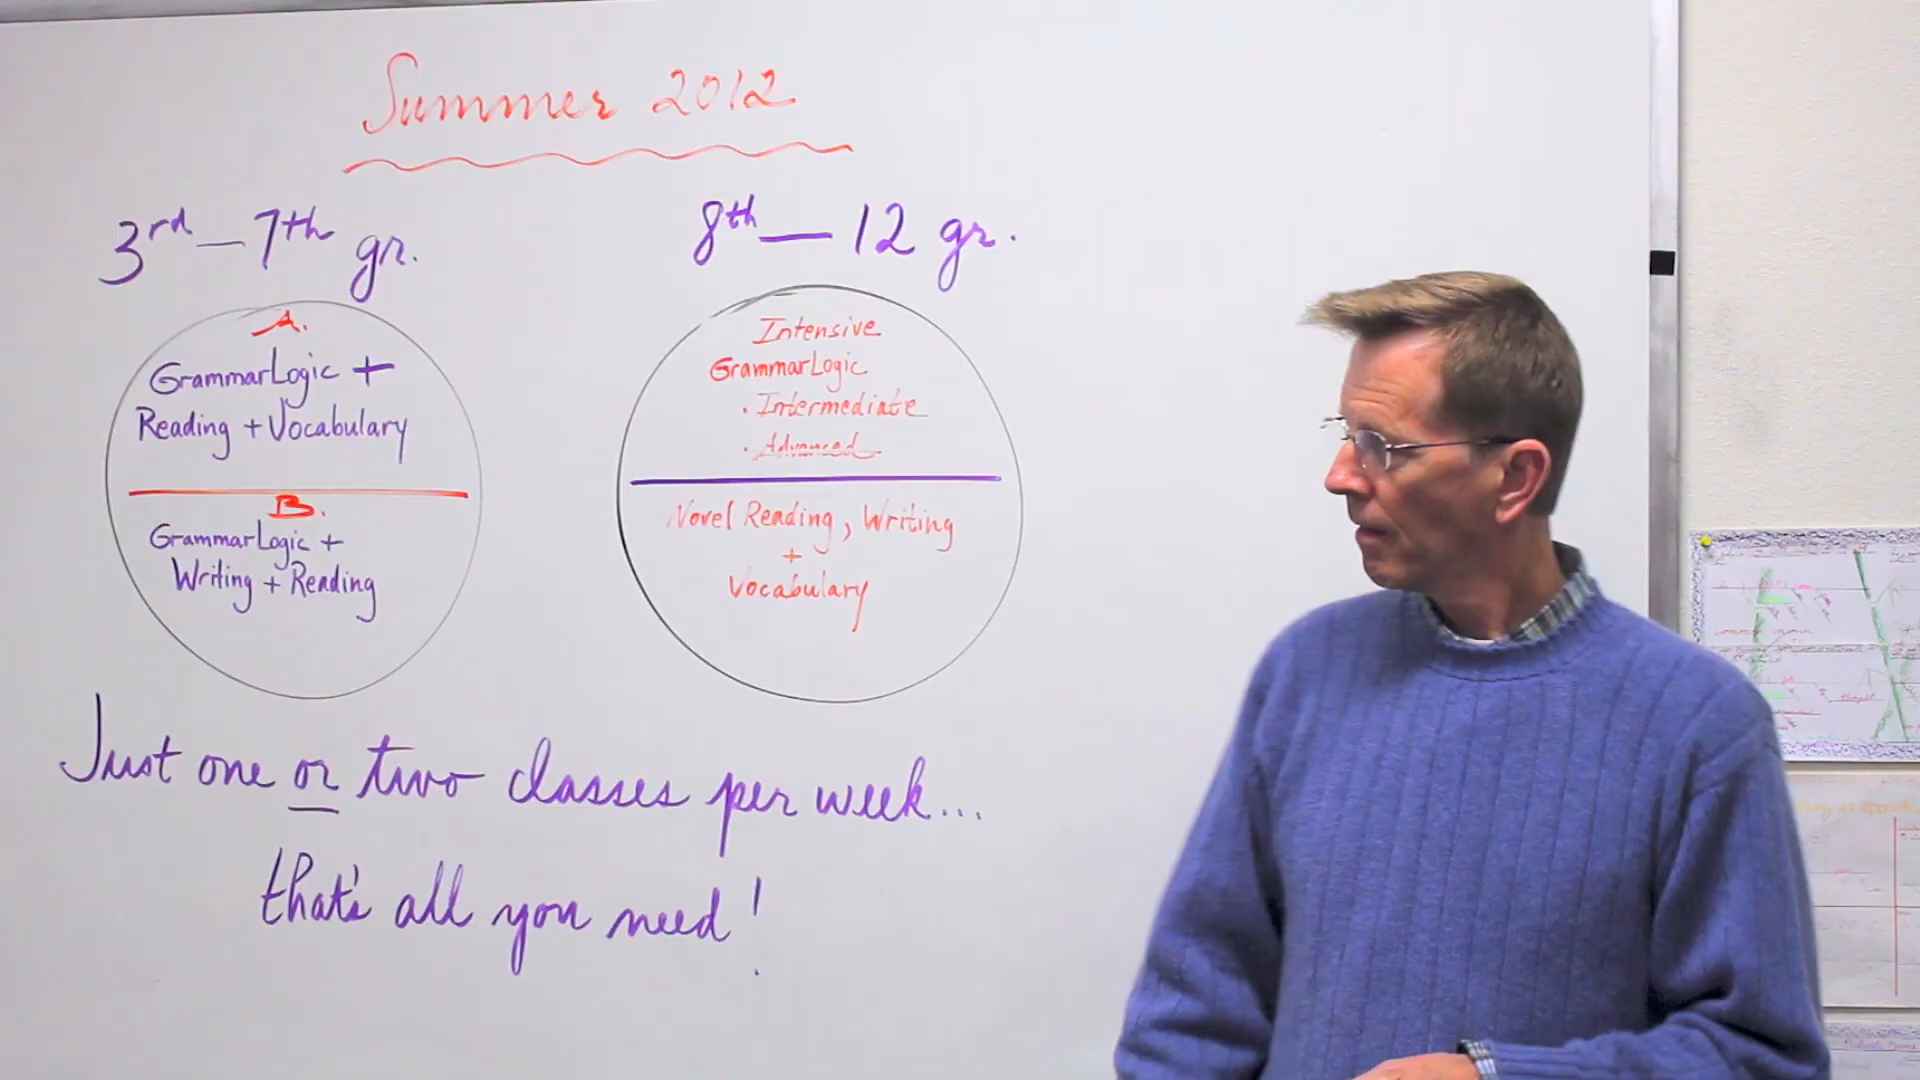 Summer 2012
3rd — 7th gr.
A.
GrammarLogic +
Reading + Vocabulary
B.
GrammarLogic +
Writing + Reading
8th — 12 gr.
Intensive
GrammarLogic
· Intermediate
· Advanced
Novel Reading, Writing
+
Vocabulary
Just one or two classes per week...
that's all you need!